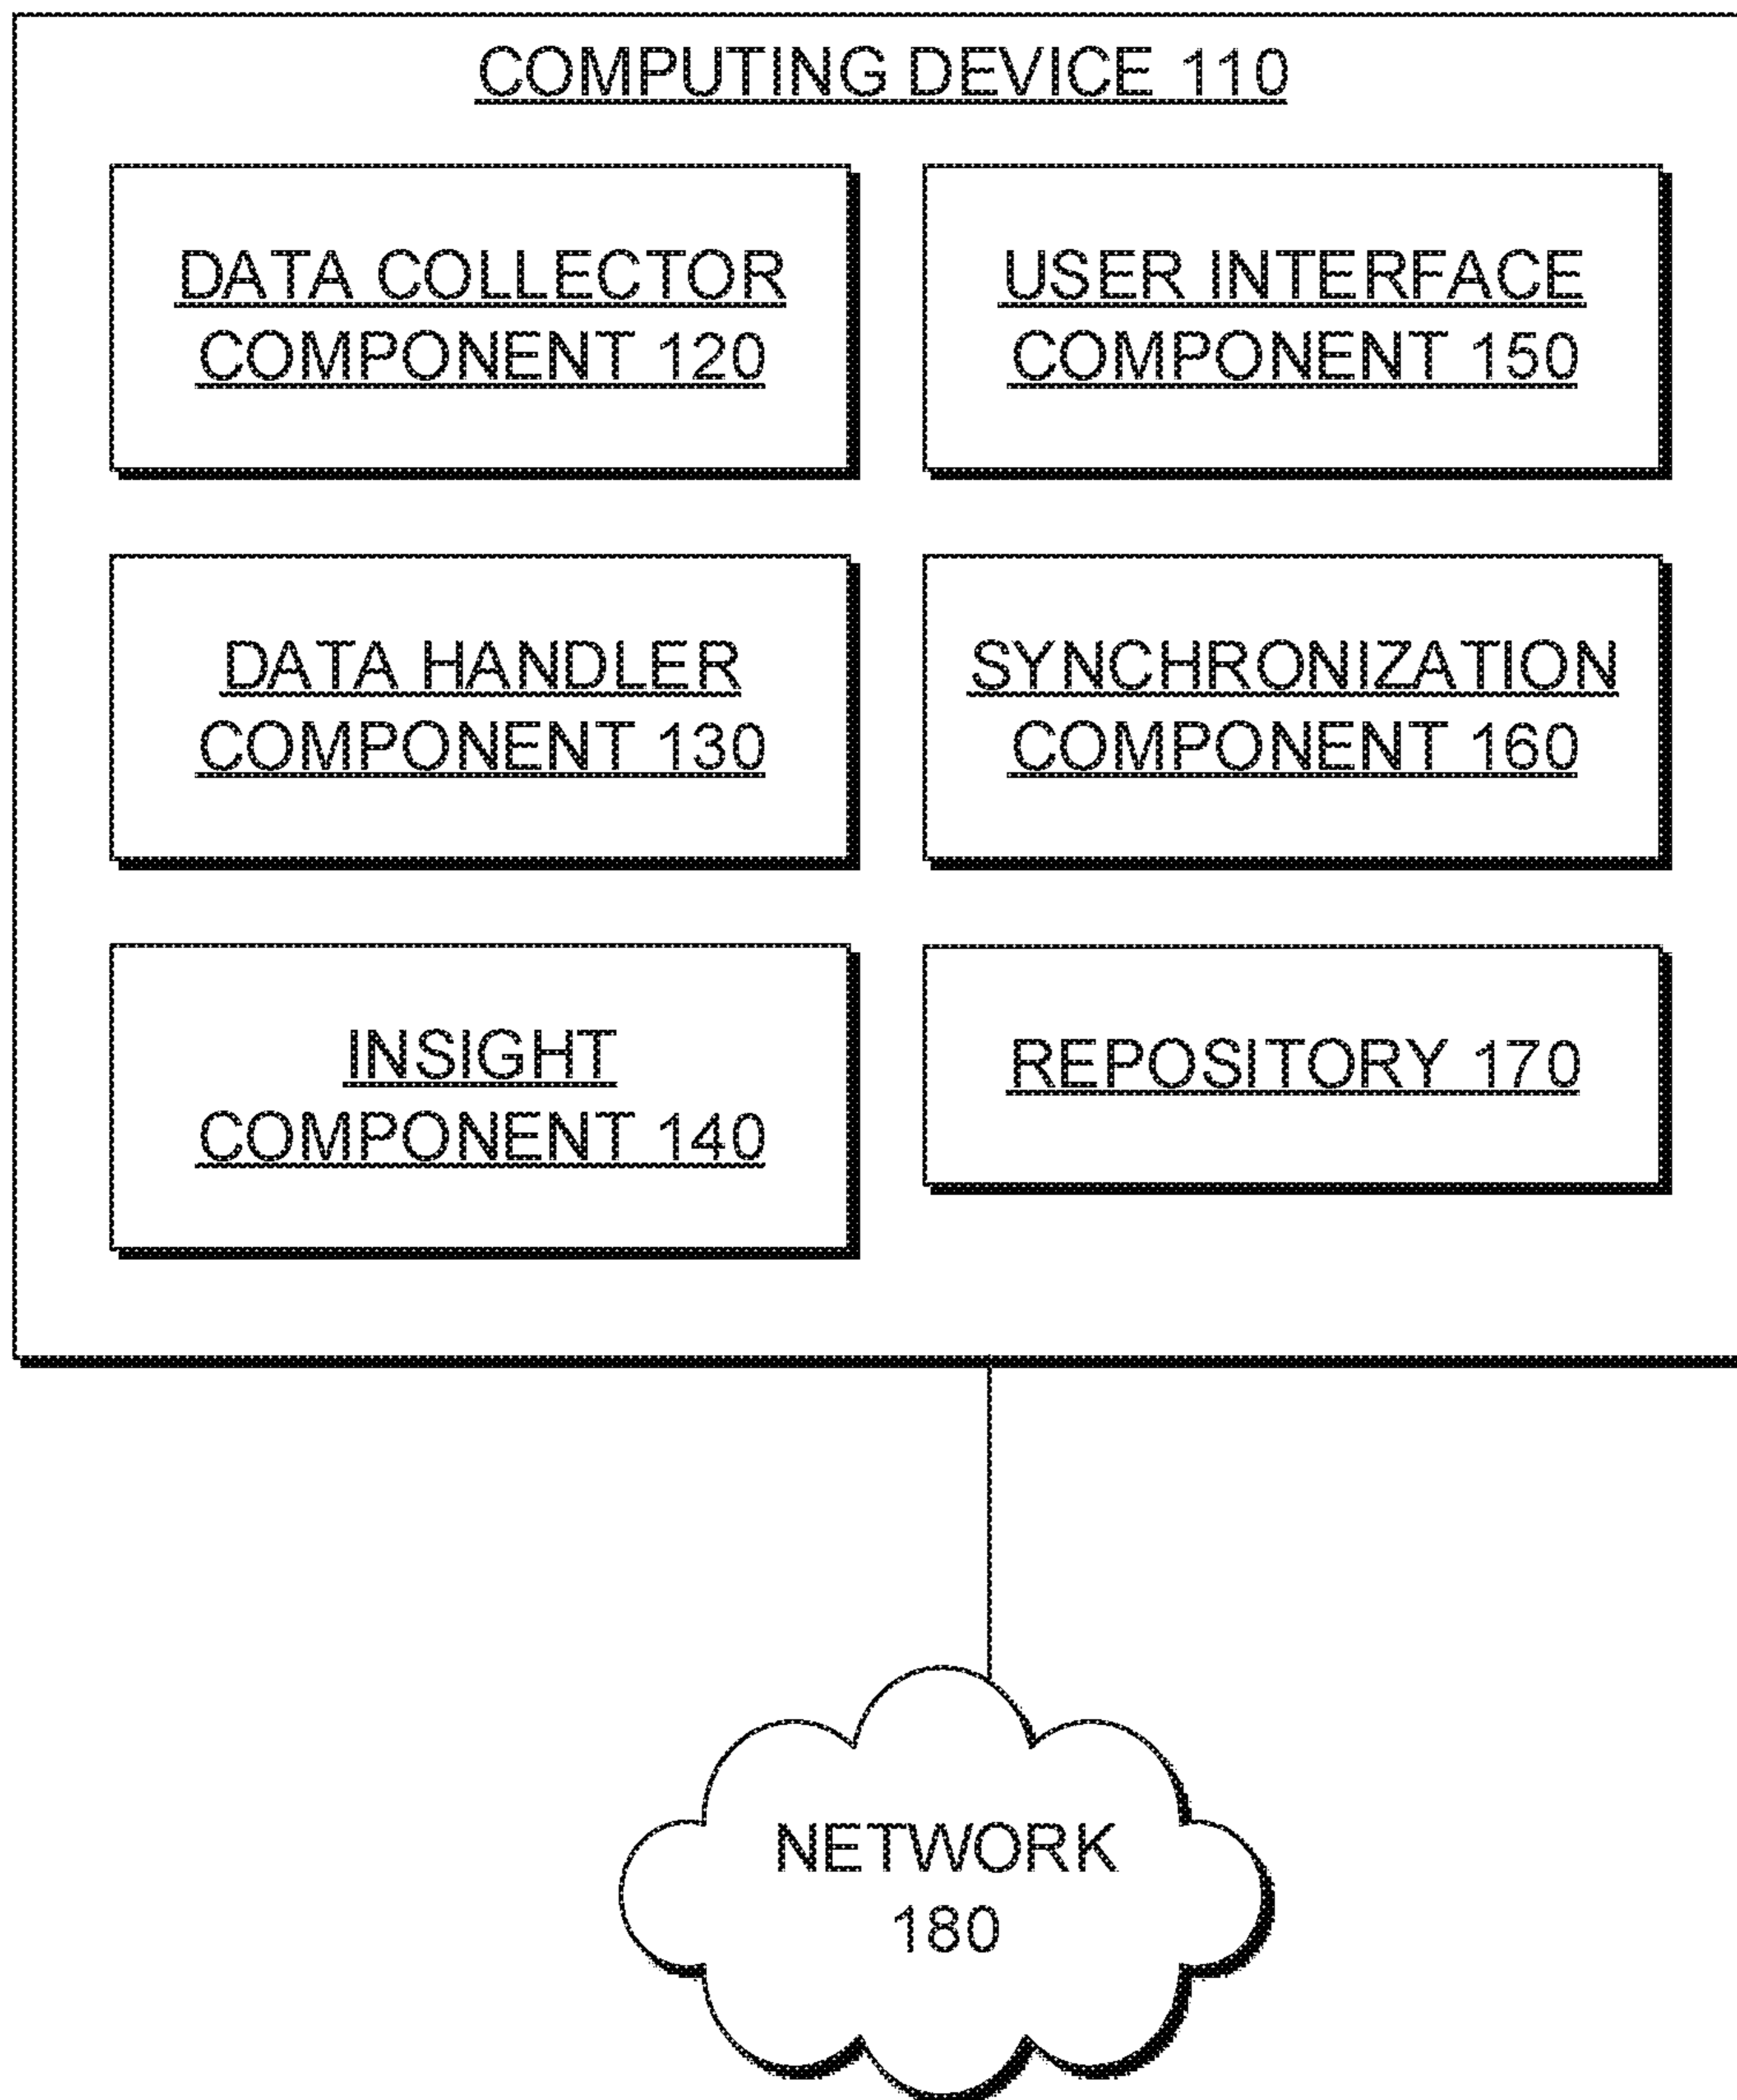 COMPUTING DEVICE 110
DATA COLLECTOR
COMPONENT 120
USER INTERFACE
COMPONENT 150
DATA HANDLER
COMPONENT 130
SYNCHRONIZATION
COMPONENT 160
INSIGHT
COMPONENT 140
REPOSITORY 170
NETWORK
180